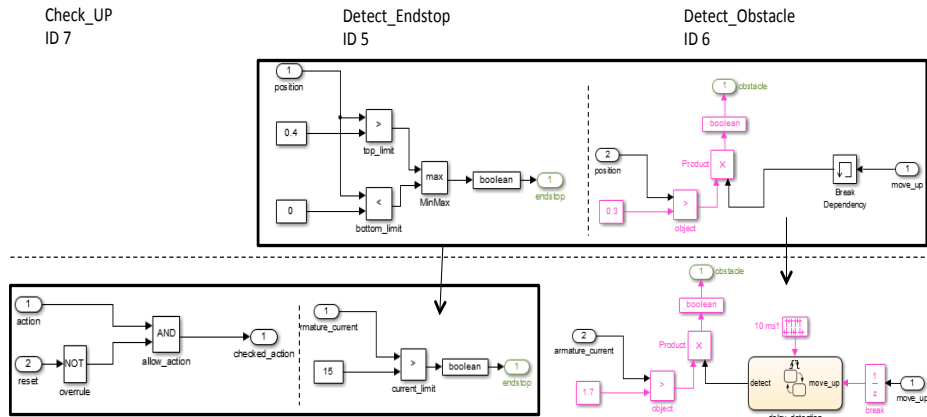 Check_UP
ID 7
Detect_Endstop
ID 5
Detect_Obstacle
ID 6
1
position
0.4
>
top_limit
0
<
bottom_limit
max
MinMax
boolean
1
endstop
1
obstacle
boolean
Product
X
2
position
0.3
>
object
Break
Dependency
1
move_up
1
action
2
reset
NOT
overrule
AND
allow_action
1
checked_action
1
rmature_current
15
>
current_limit
boolean
1
endstop
1
obstacle
boolean
Product
X
2
armature_current
1.7
>
object
10 ms1
detect
move_up
1
z
break
1
move_up